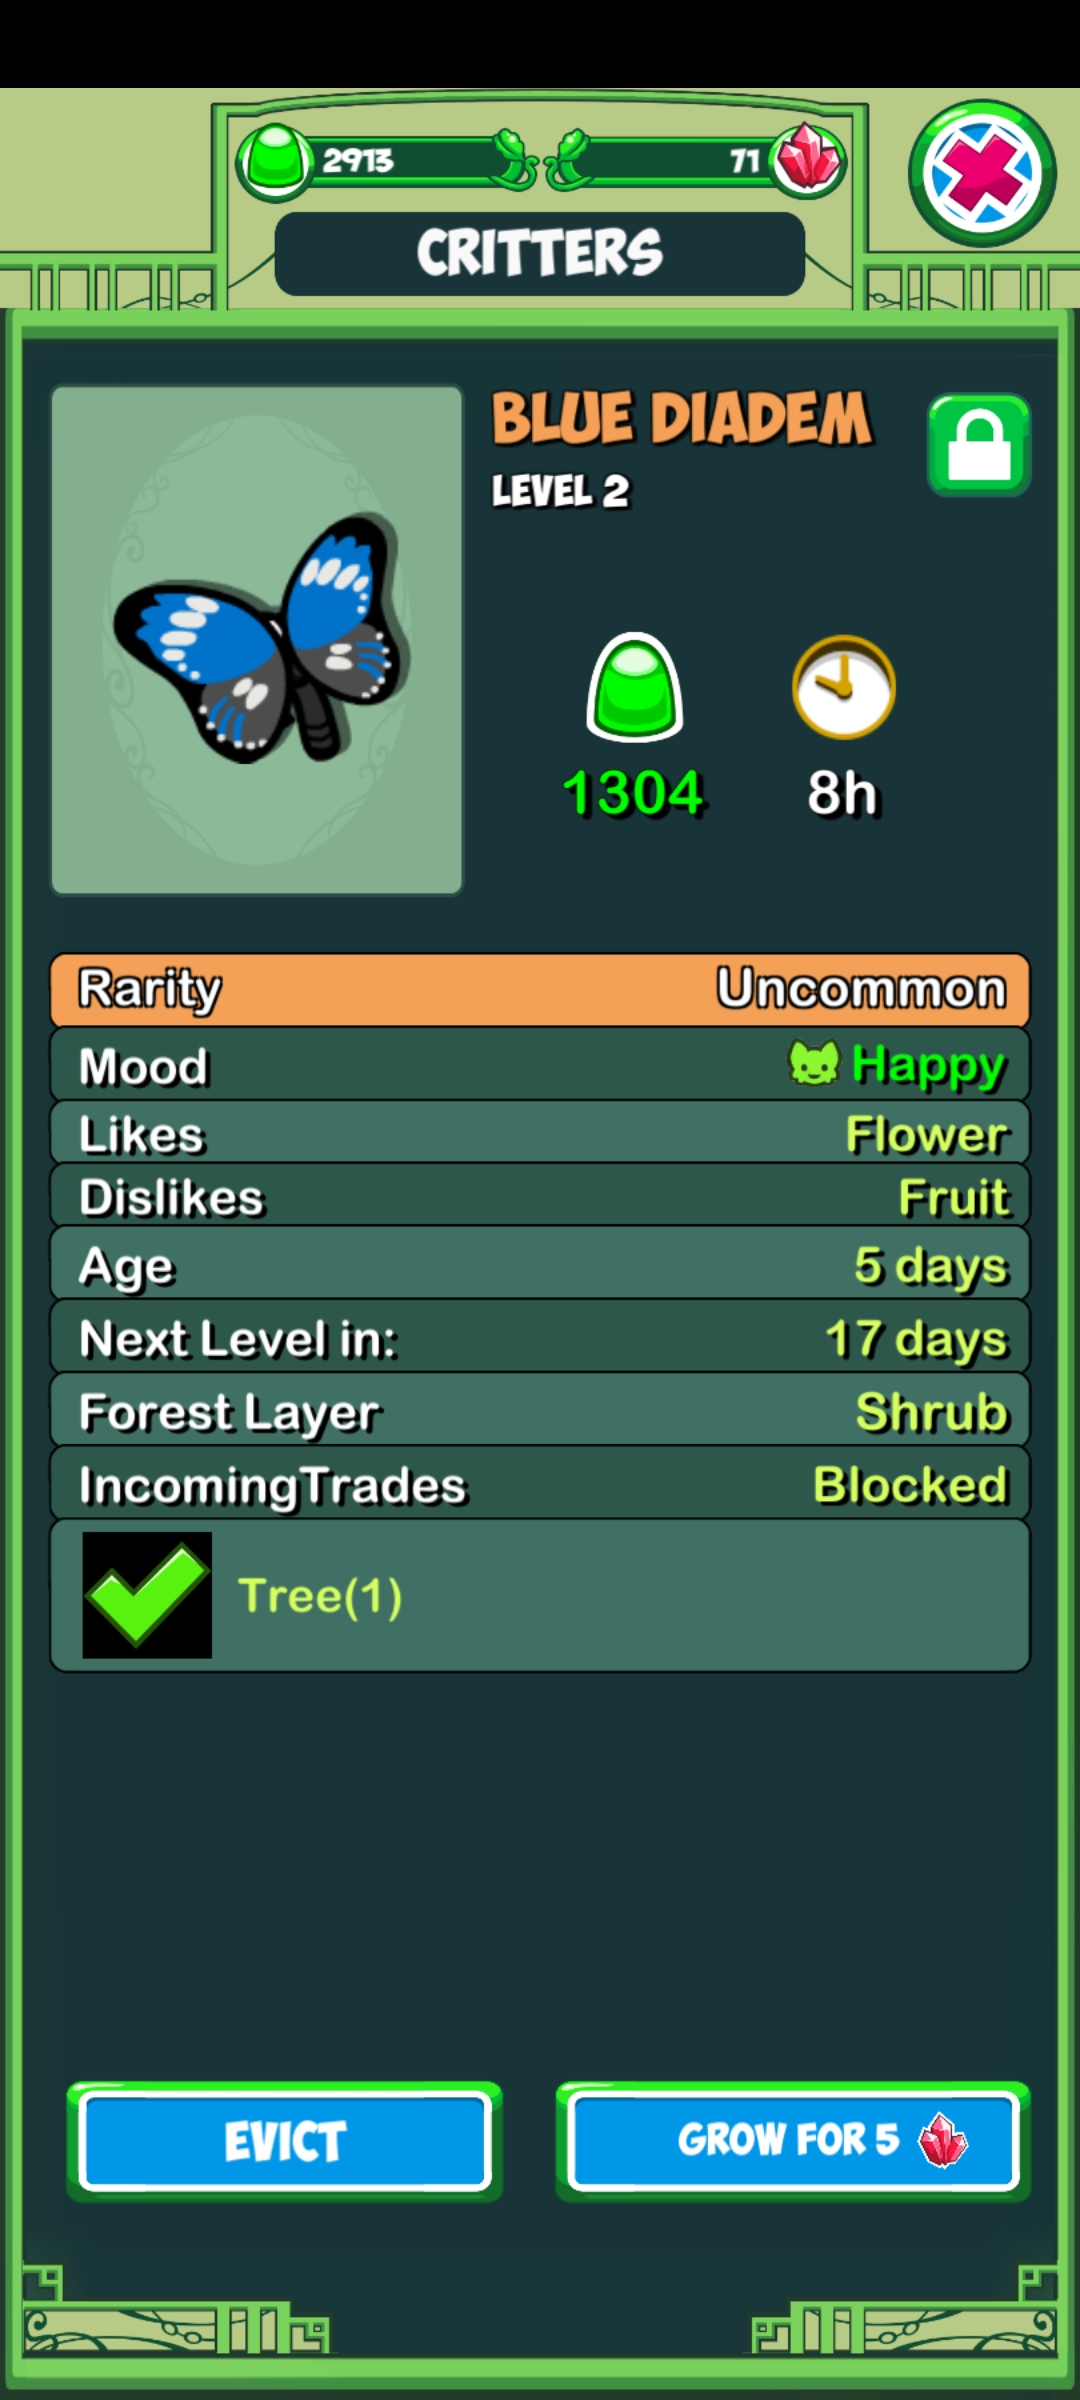 2913
71
CRITTERS
BLUE DIADEM
LEVEL 2
1304
8h
Rarity Uncommon
Mood Happy
Likes Flower
Dislikes Fruit
Age 5 days
Next Level in: 17 days
Forest Layer Shrub
IncomingTrades Blocked
Tree(1)
EVICT
GROW FOR 5